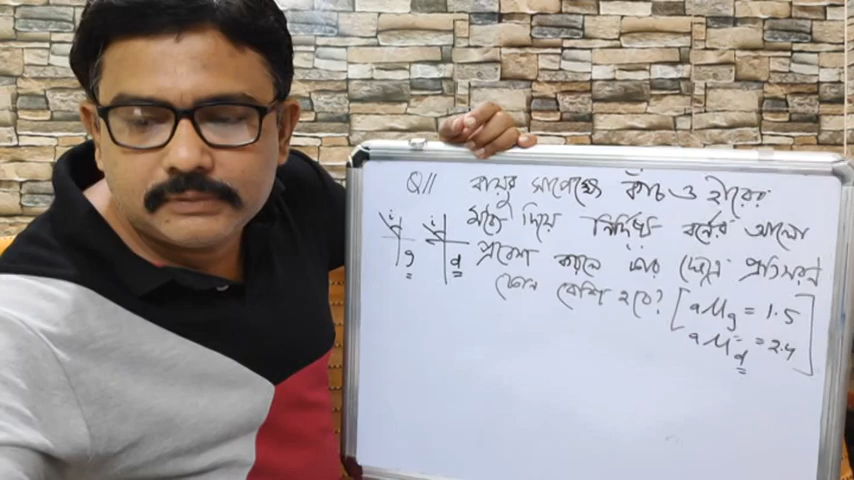 Q// বায়ুর সাপেক্ষে কাঁচ ও হীরের
মধ্যে দিয়ে নির্দিষ্ট বর্ণের আলো
প্রবেশ করলে কার ক্ষেত্রে প্রতিসরণ
কোন বেশি হবে? [aμg = 1.5
aμd = 2.4]
i i
g d